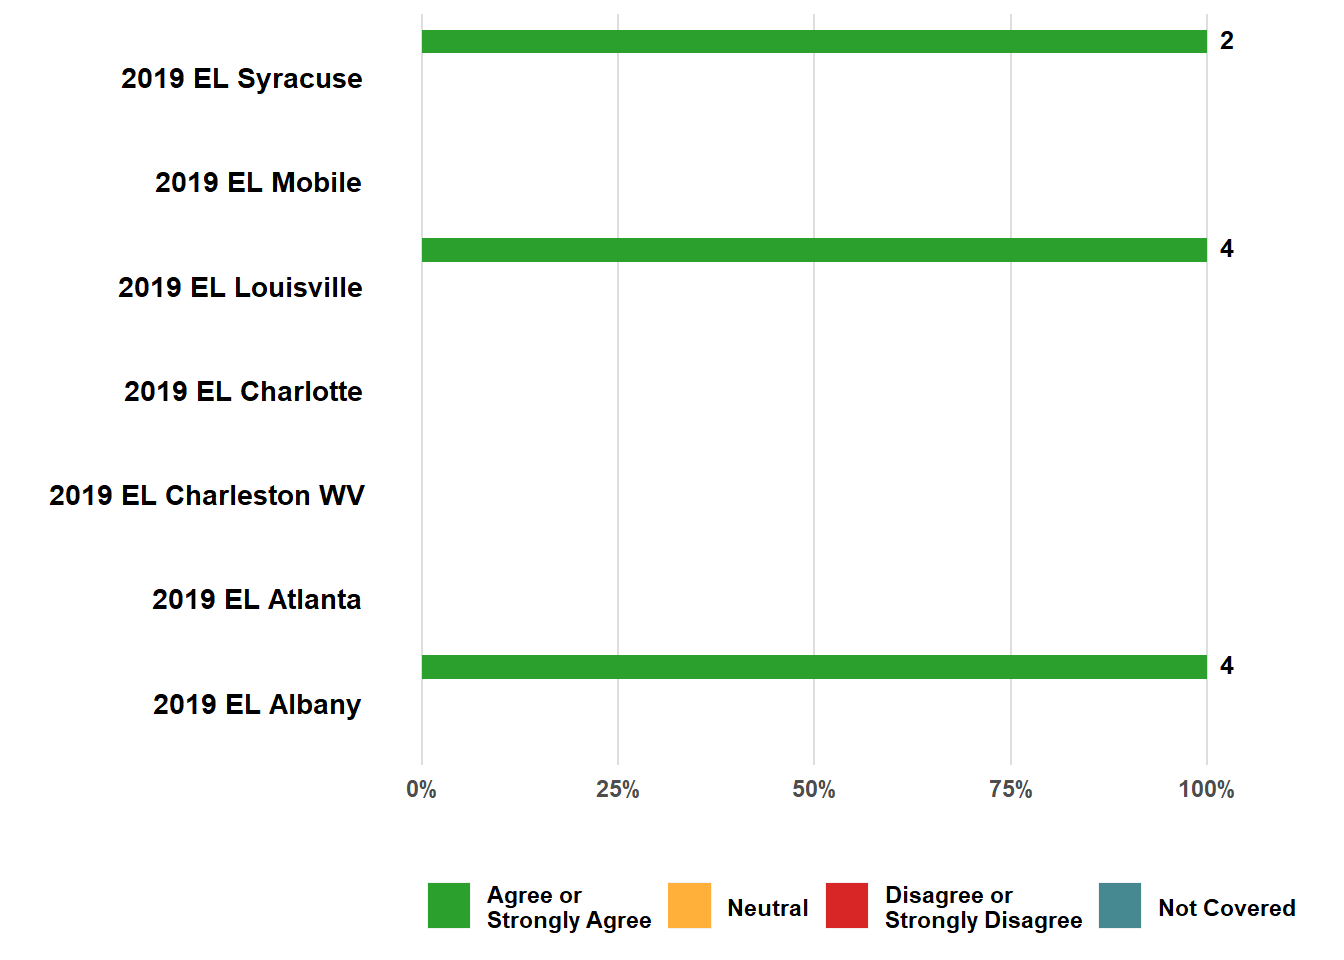 2
2019 EL Syracuse
2019 EL Mobile
4
2019 EL Louisville
2019 EL Charlotte
2019 EL Charleston WV
2019 EL Atlanta
4
2019 EL Albany
0% 25% 50% 75% 100%
Agree or
Strongly Agree
Neutral
Disagree or
Strongly Disagree
Not Covered